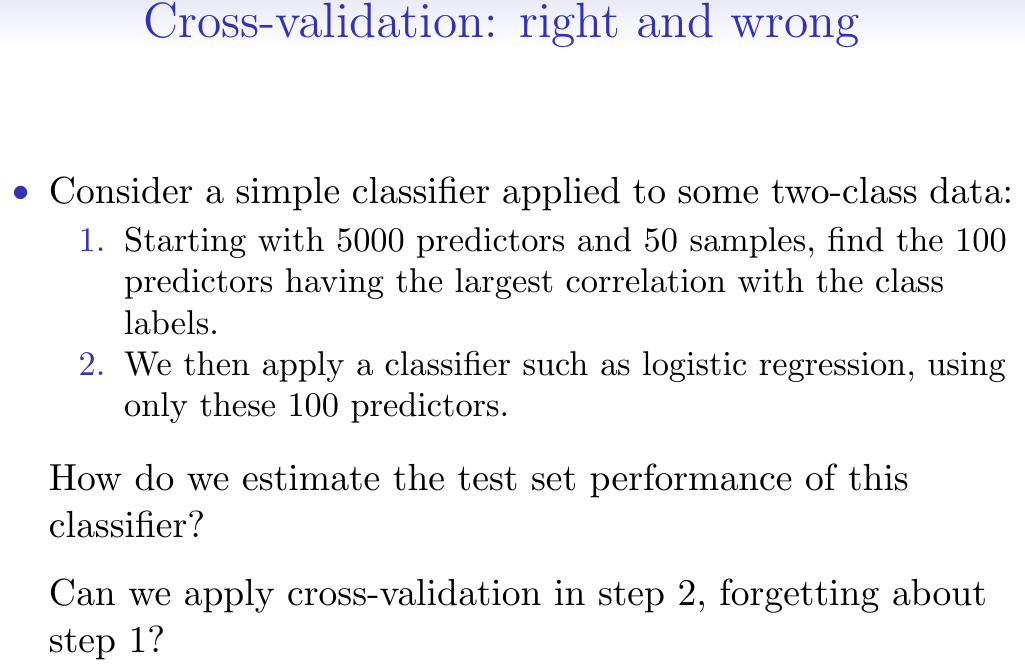 Cross-validation: right and wrong
• Consider a simple classifier applied to some two-class data:
1. Starting with 5000 predictors and 50 samples, find the 100
predictors having the largest correlation with the class
labels.
2. We then apply a classifier such as logistic regression, using
only these 100 predictors.
How do we estimate the test set performance of this
classifier?
Can we apply cross-validation in step 2, forgetting about
step 1?